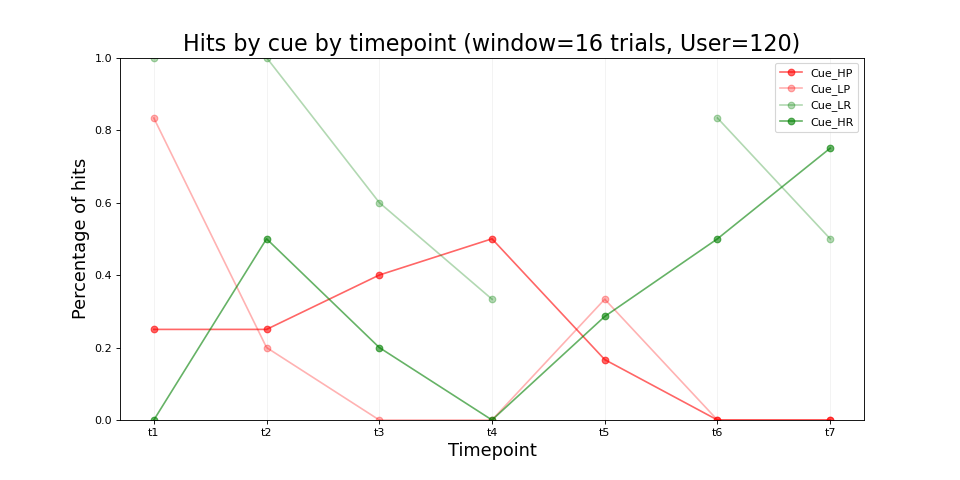 Hits by cue by timepoint (window=16 trials, User=120)
Percentage of hits
1.0
0.8
0.6
0.4
0.2
0.0
Cue_HP
Cue_LP
Cue_LR
Cue_HR
t1 t2 t3 t4 t5 t6 t7
Timepoint